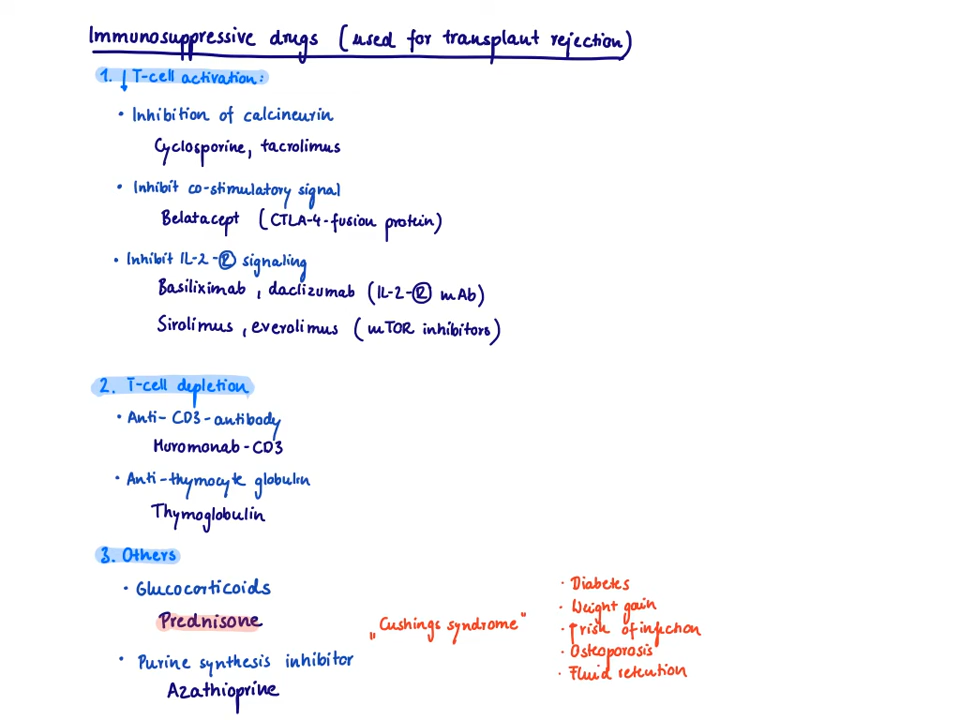 Immunosuppressive drugs (used for transplant rejection)
1. ↓ T-cell activation:
• Inhibition of calcineurin
Cyclosporine, tacrolimus
• Inhibit co-stimulatory signal
Belatacept (CTLA-4-fusion protein)
• Inhibit IL-2-Ⓡ signaling
Basiliximab, daclizumab (IL-2-Ⓡ mAb)
Sirolimus, everolimus (mTOR inhibitors)
2. T-cell depletion
• Anti-CD3-antibody
Muromonab-CD3
• Anti-thymocyte globulin
Thymoglobulin
3. Others
• Glucocorticoids
Prednisone
„Cushings syndrome"
• Diabetes
• Weight gain
• ↑ risk of infection
• Osteoporosis
• Fluid retention
• Purine synthesis inhibitor
Azathioprine